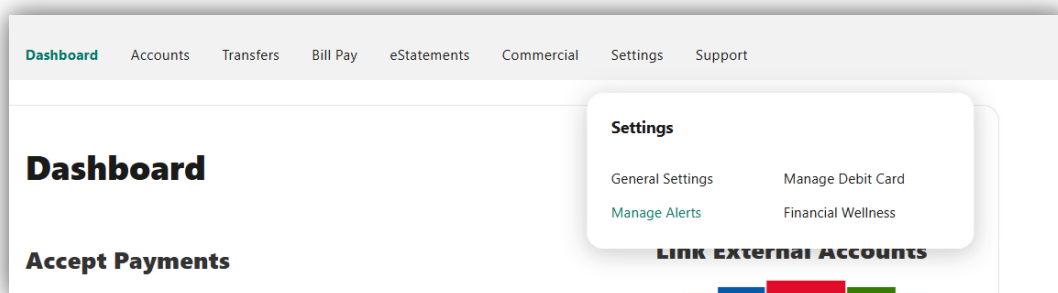 Dashboard Accounts Transfers Bill Pay eStatements Commercial Settings Support
Settings
Dashboard
General Settings Manage Debit Card
Manage Alerts Financial Wellness
Accept Payments
Link External Accounts